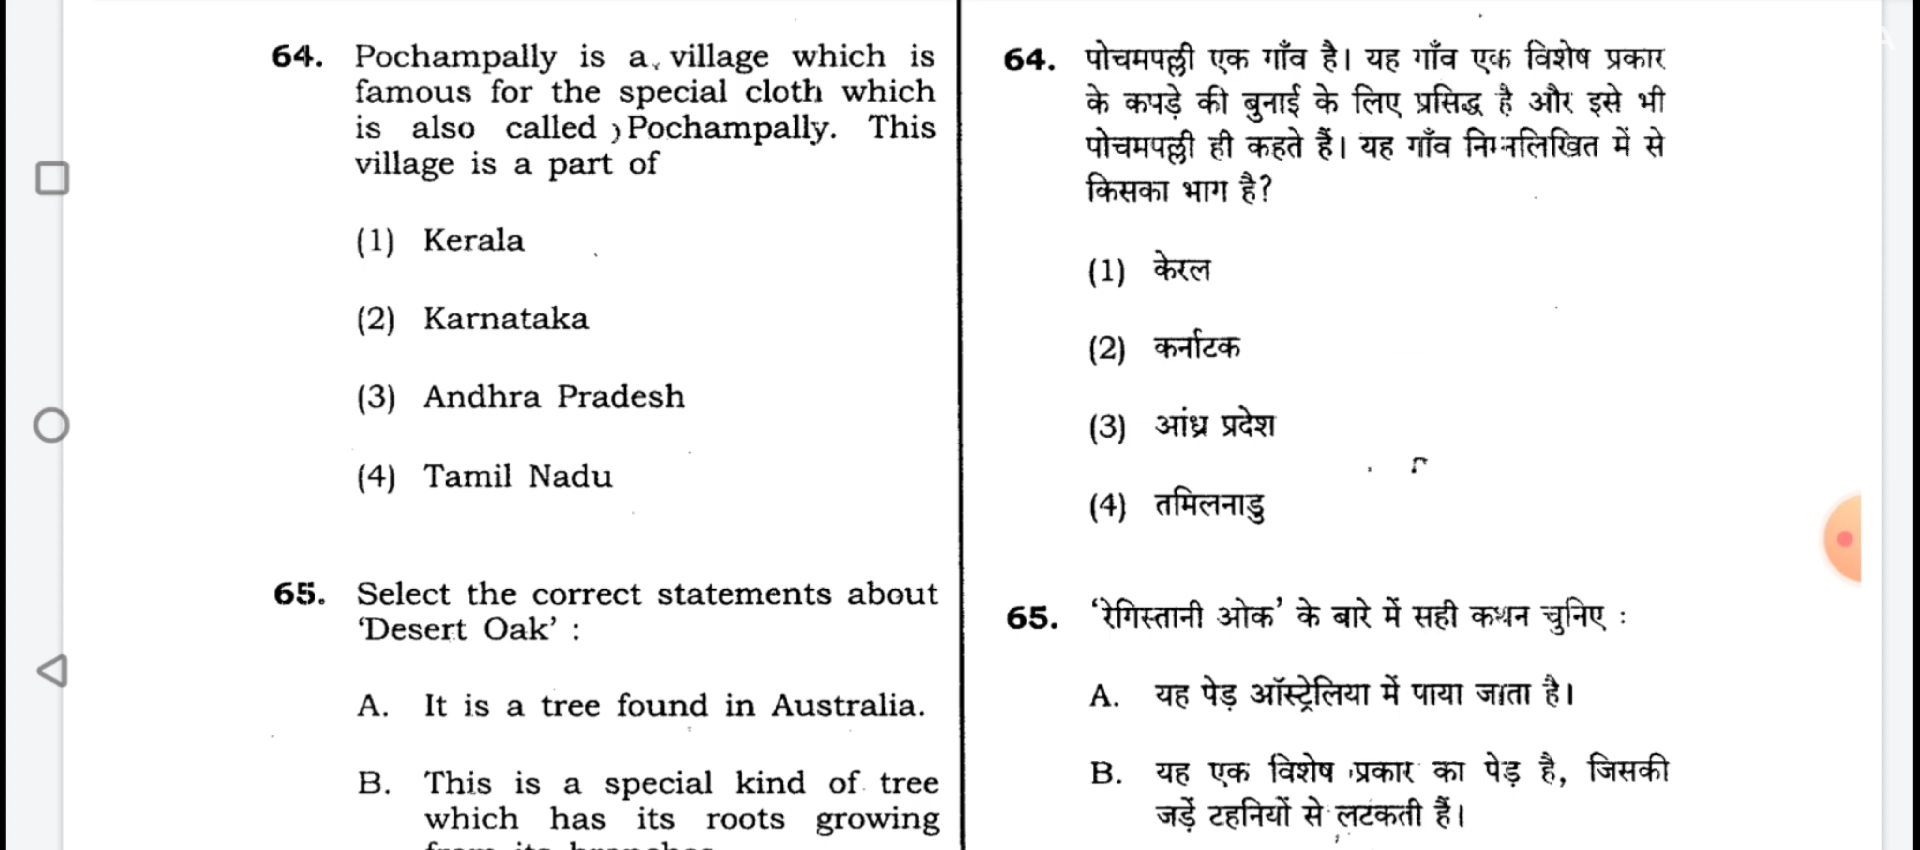 64. Pochampally is a village which is
famous for the special cloth which
is also called Pochampally. This
village is a part of
(1) Kerala
(2) Karnataka
(3) Andhra Pradesh
(4) Tamil Nadu
65. Select the correct statements about
‘Desert Oak’ :
A. It is a tree found in Australia.
B. This is a special kind of tree
which has its roots growing
from its branches
64. पोचमपल्ली एक गाँव है। यह गाँव एक विशेष प्रकार
के कपड़े की बुनाई के लिए प्रसिद्ध है और इसे भी
पोचमपल्ली ही कहते हैं। यह गाँव निम्नलिखित में से
किसका भाग है?
(1) केरल
(2) कर्नाटक
(3) आंध्र प्रदेश
(4) तमिलनाडु
65. ‘रेगिस्तानी ओक’ के बारे में सही कथन चुनिए :
A. यह पेड़ ऑस्ट्रेलिया में पाया जाता है।
B. यह एक विशेष प्रकार का पेड़ है, जिसकी
जड़ें टहनियों से लटकती हैं।